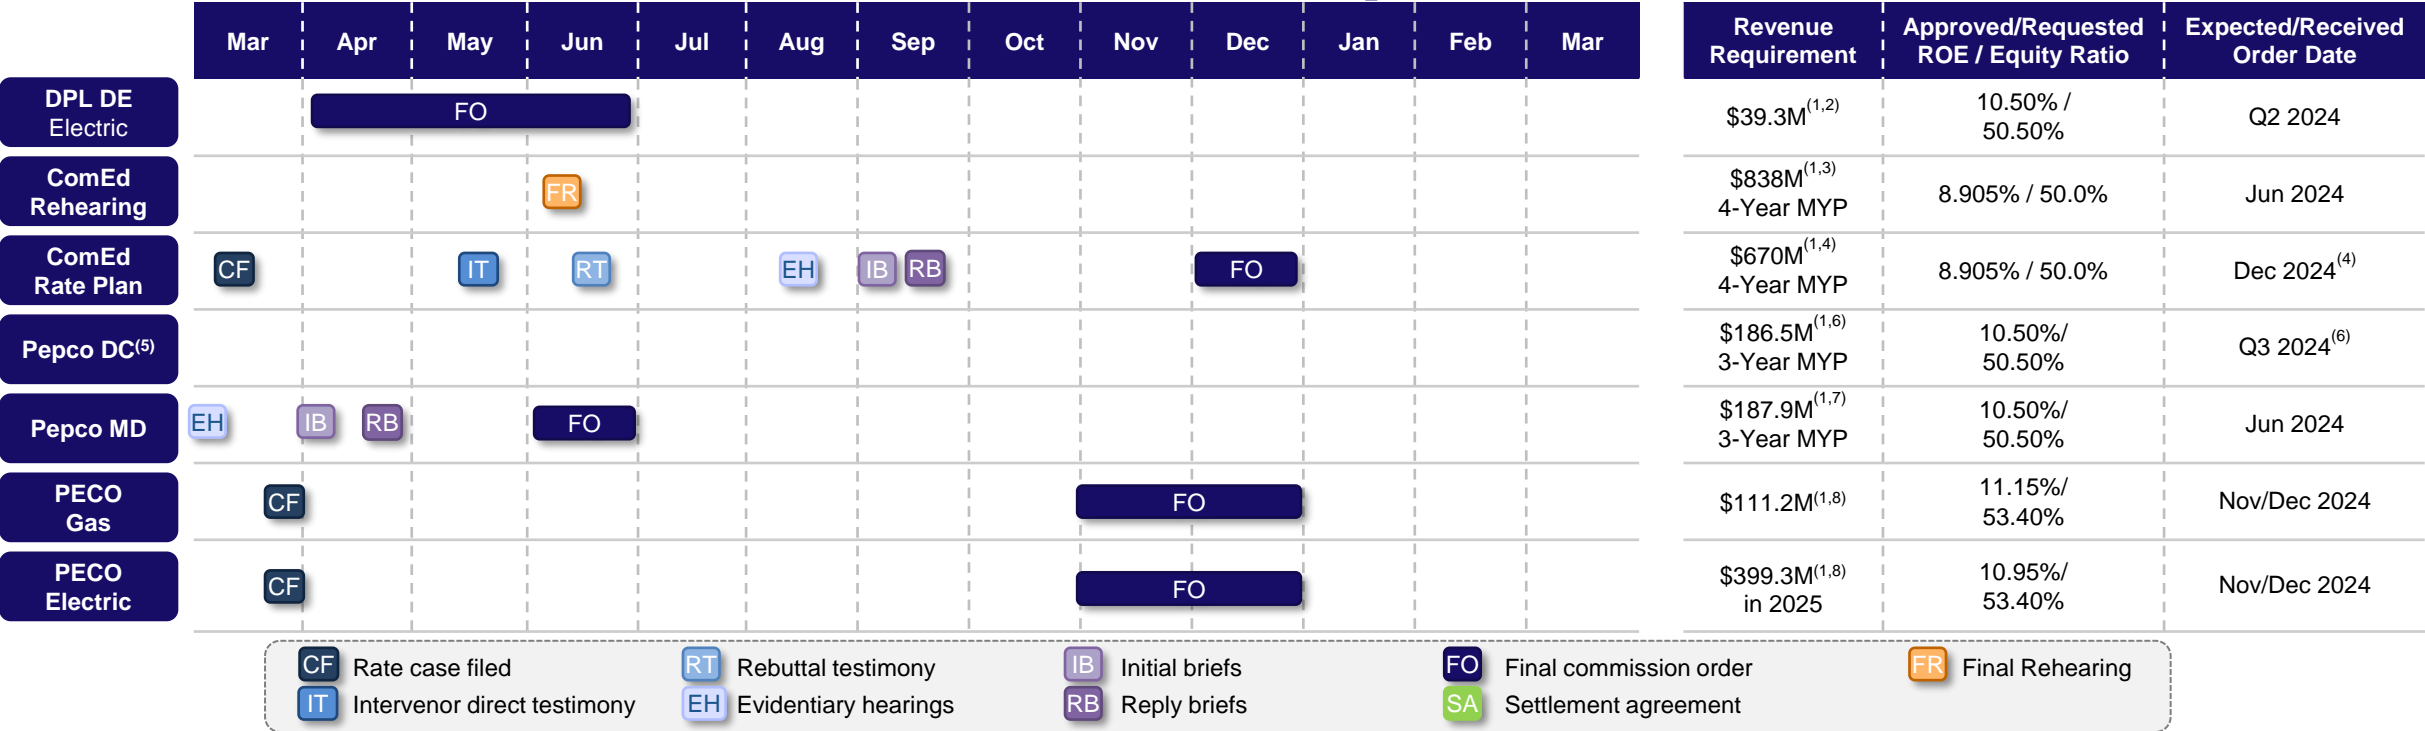 Mar Apr May Jun Jul Aug Sep Oct Nov Dec Jan Feb Mar
Revenue Requirement
Approved/Requested ROE / Equity Ratio
Expected/Received Order Date
DPL DE
Electric
FO
$39.3M(1,2)
10.50% /
50.50%
Q2 2024
ComEd
Rehearing
FR
$838M(1,3)
4-Year MYP
8.905% / 50.0%
Jun 2024
ComEd
Rate Plan
CF IT RT EH IB RB FO
$670M(1,4)
4-Year MYP
8.905% / 50.0%
Dec 2024(4)
Pepco DC(5)
$186.5M(1,6)
3-Year MYP
10.50%/
50.50%
Q3 2024(6)
Pepco MD
EH IB RB FO
$187.9M(1,7)
3-Year MYP
10.50%/
50.50%
Jun 2024
PECO
Gas
CF FO
$111.2M(1,8)
11.15%/
53.40%
Nov/Dec 2024
PECO
Electric
CF FO
$399.3M(1,8)
in 2025
10.95%/
53.40%
Nov/Dec 2024
CF Rate case filed
RT Rebuttal testimony
IB Initial briefs
FO Final commission order
FR Final Rehearing
IT Intervenor direct testimony
EH Evidentiary hearings
RB Reply briefs
SA Settlement agreement